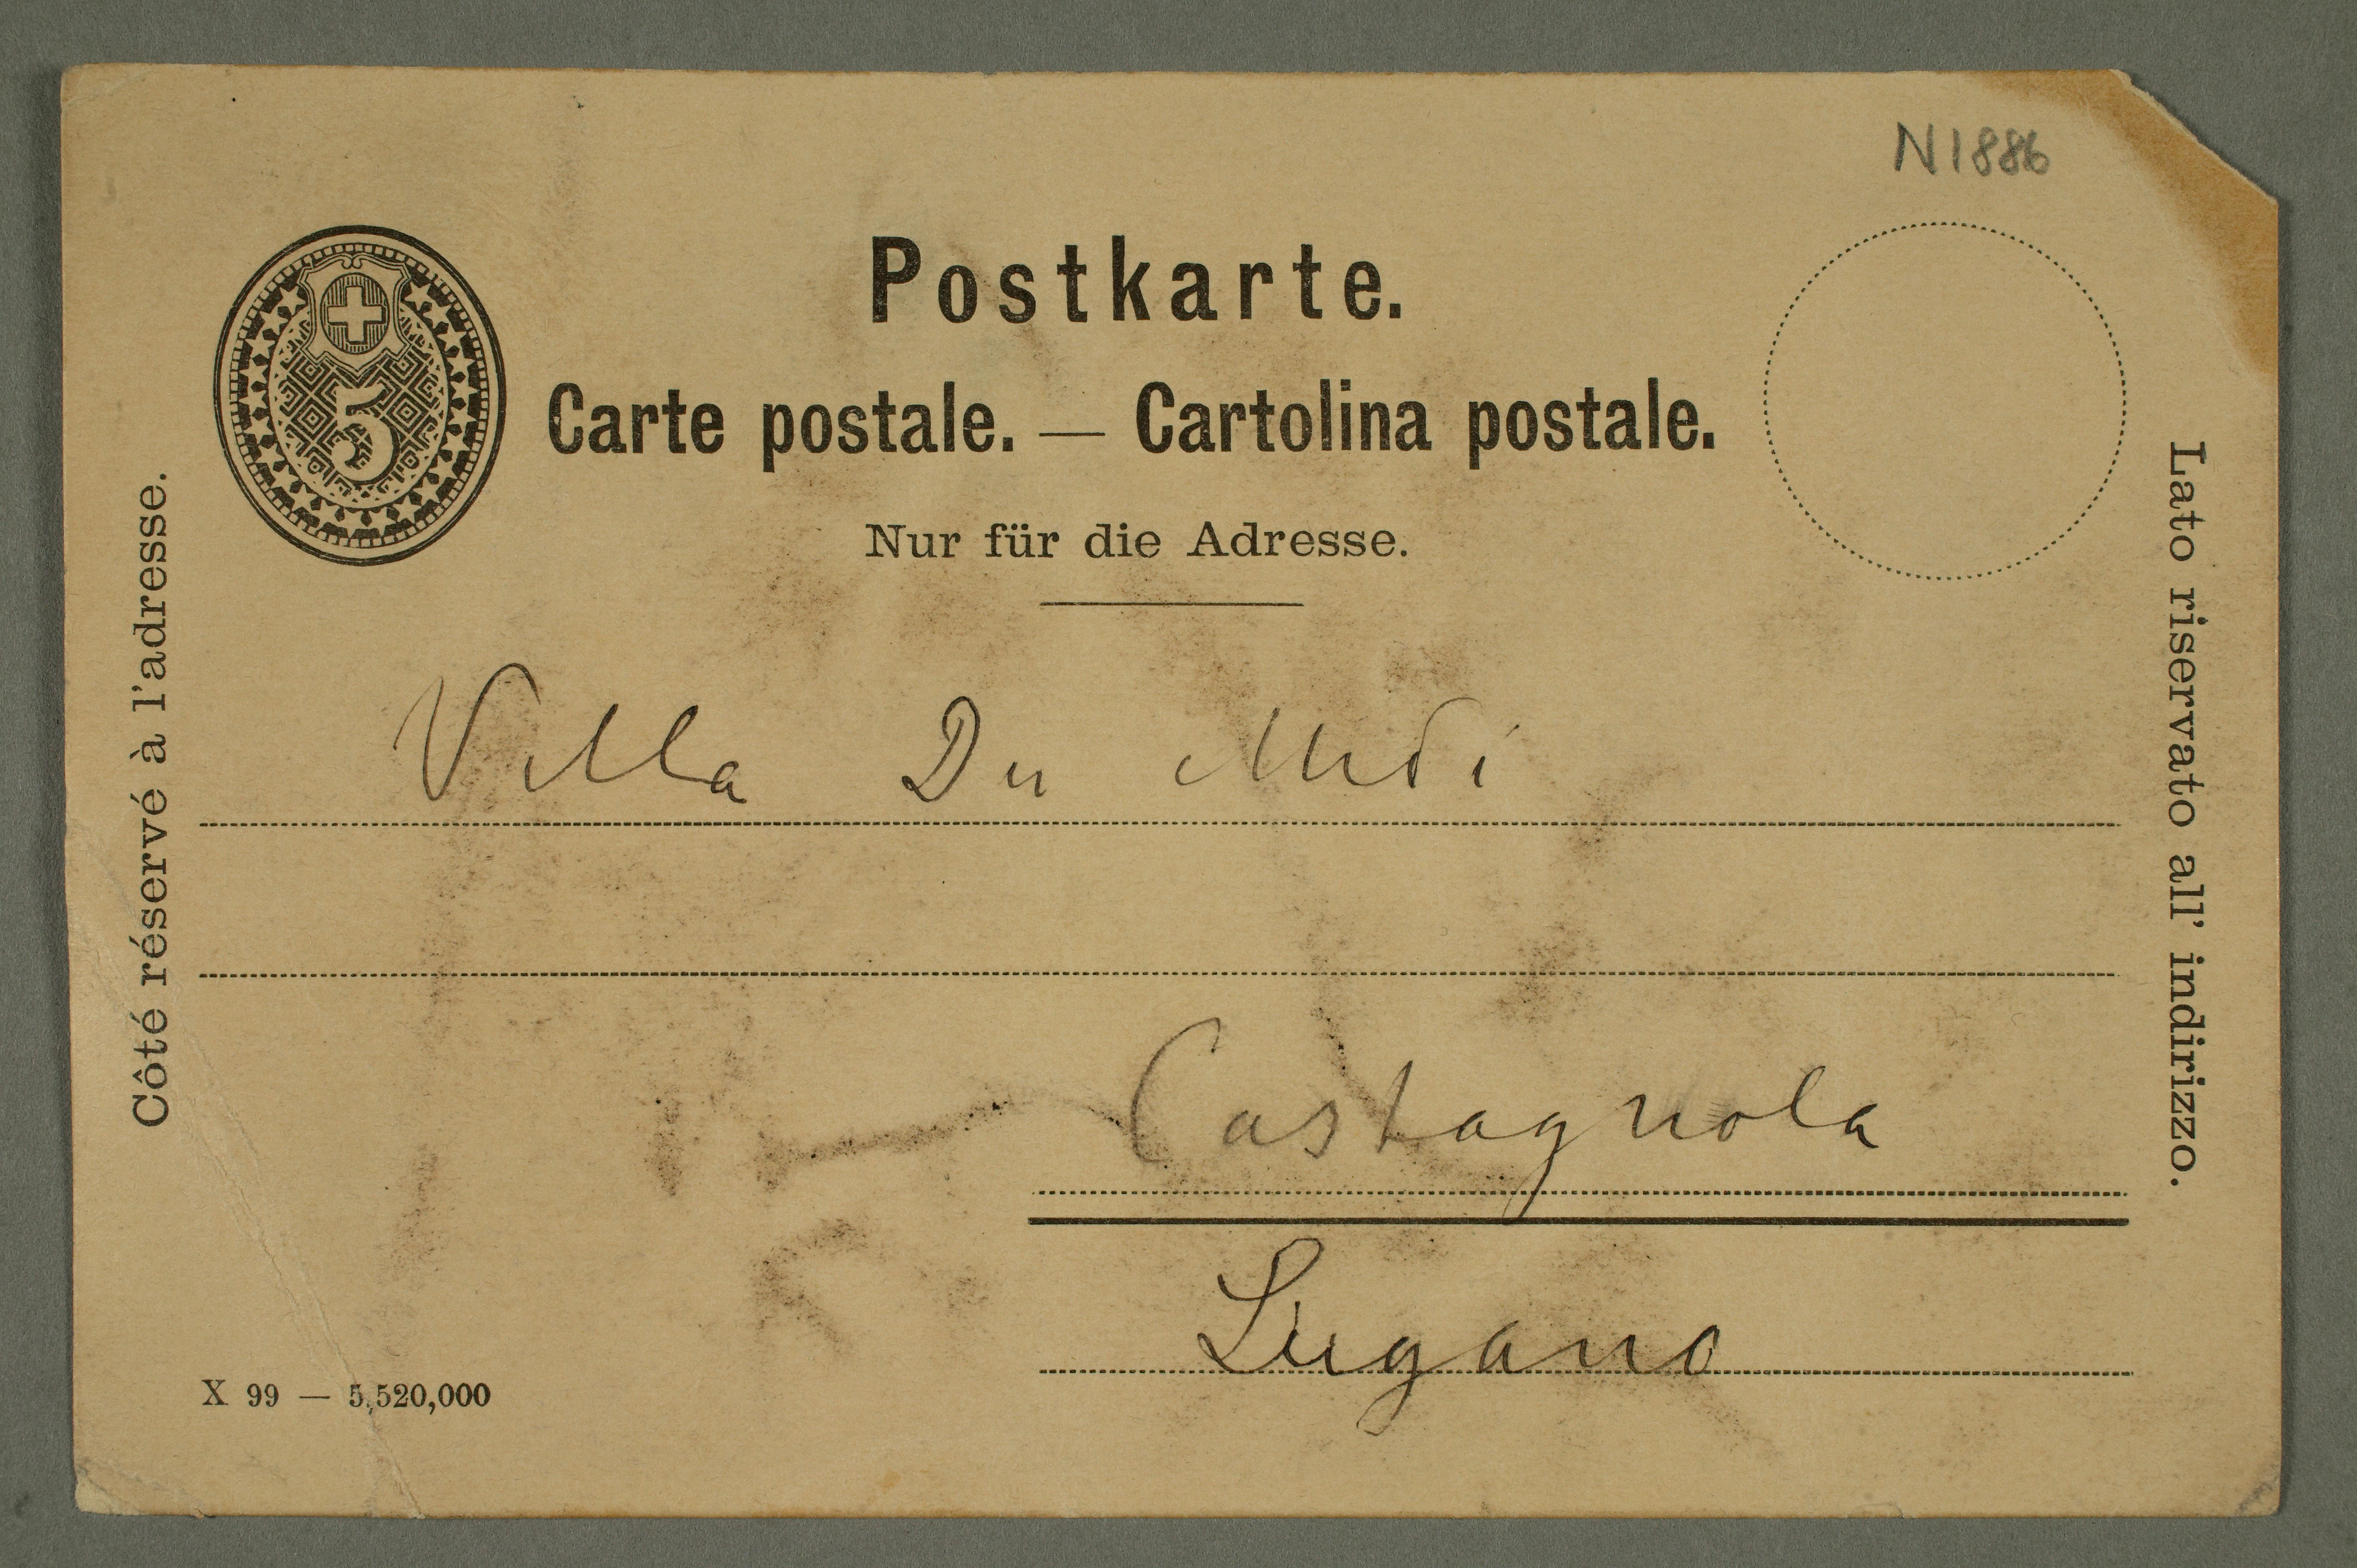 N 1886
Postkarte.
5
Carte postale. — Cartolina postale.
Nur für die Adresse.
Côté réservé à l'adresse.
Lato riservato all' indirizzo.
Villa Du Midi
Castagnola
Lugano
X 99 — 5,520,000